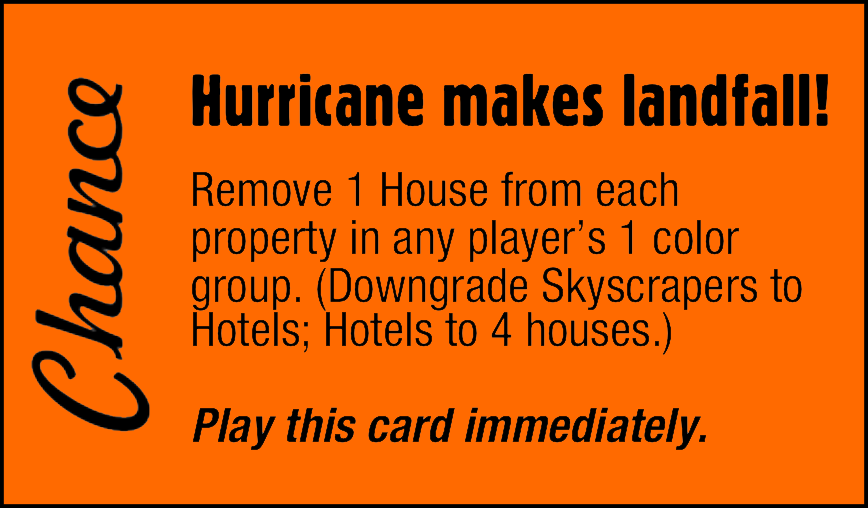 Chance
Hurricane makes landfall!
Remove 1 House from each
property in any player’s 1 color
group. (Downgrade Skyscrapers to
Hotels; Hotels to 4 houses.)
Play this card immediately.